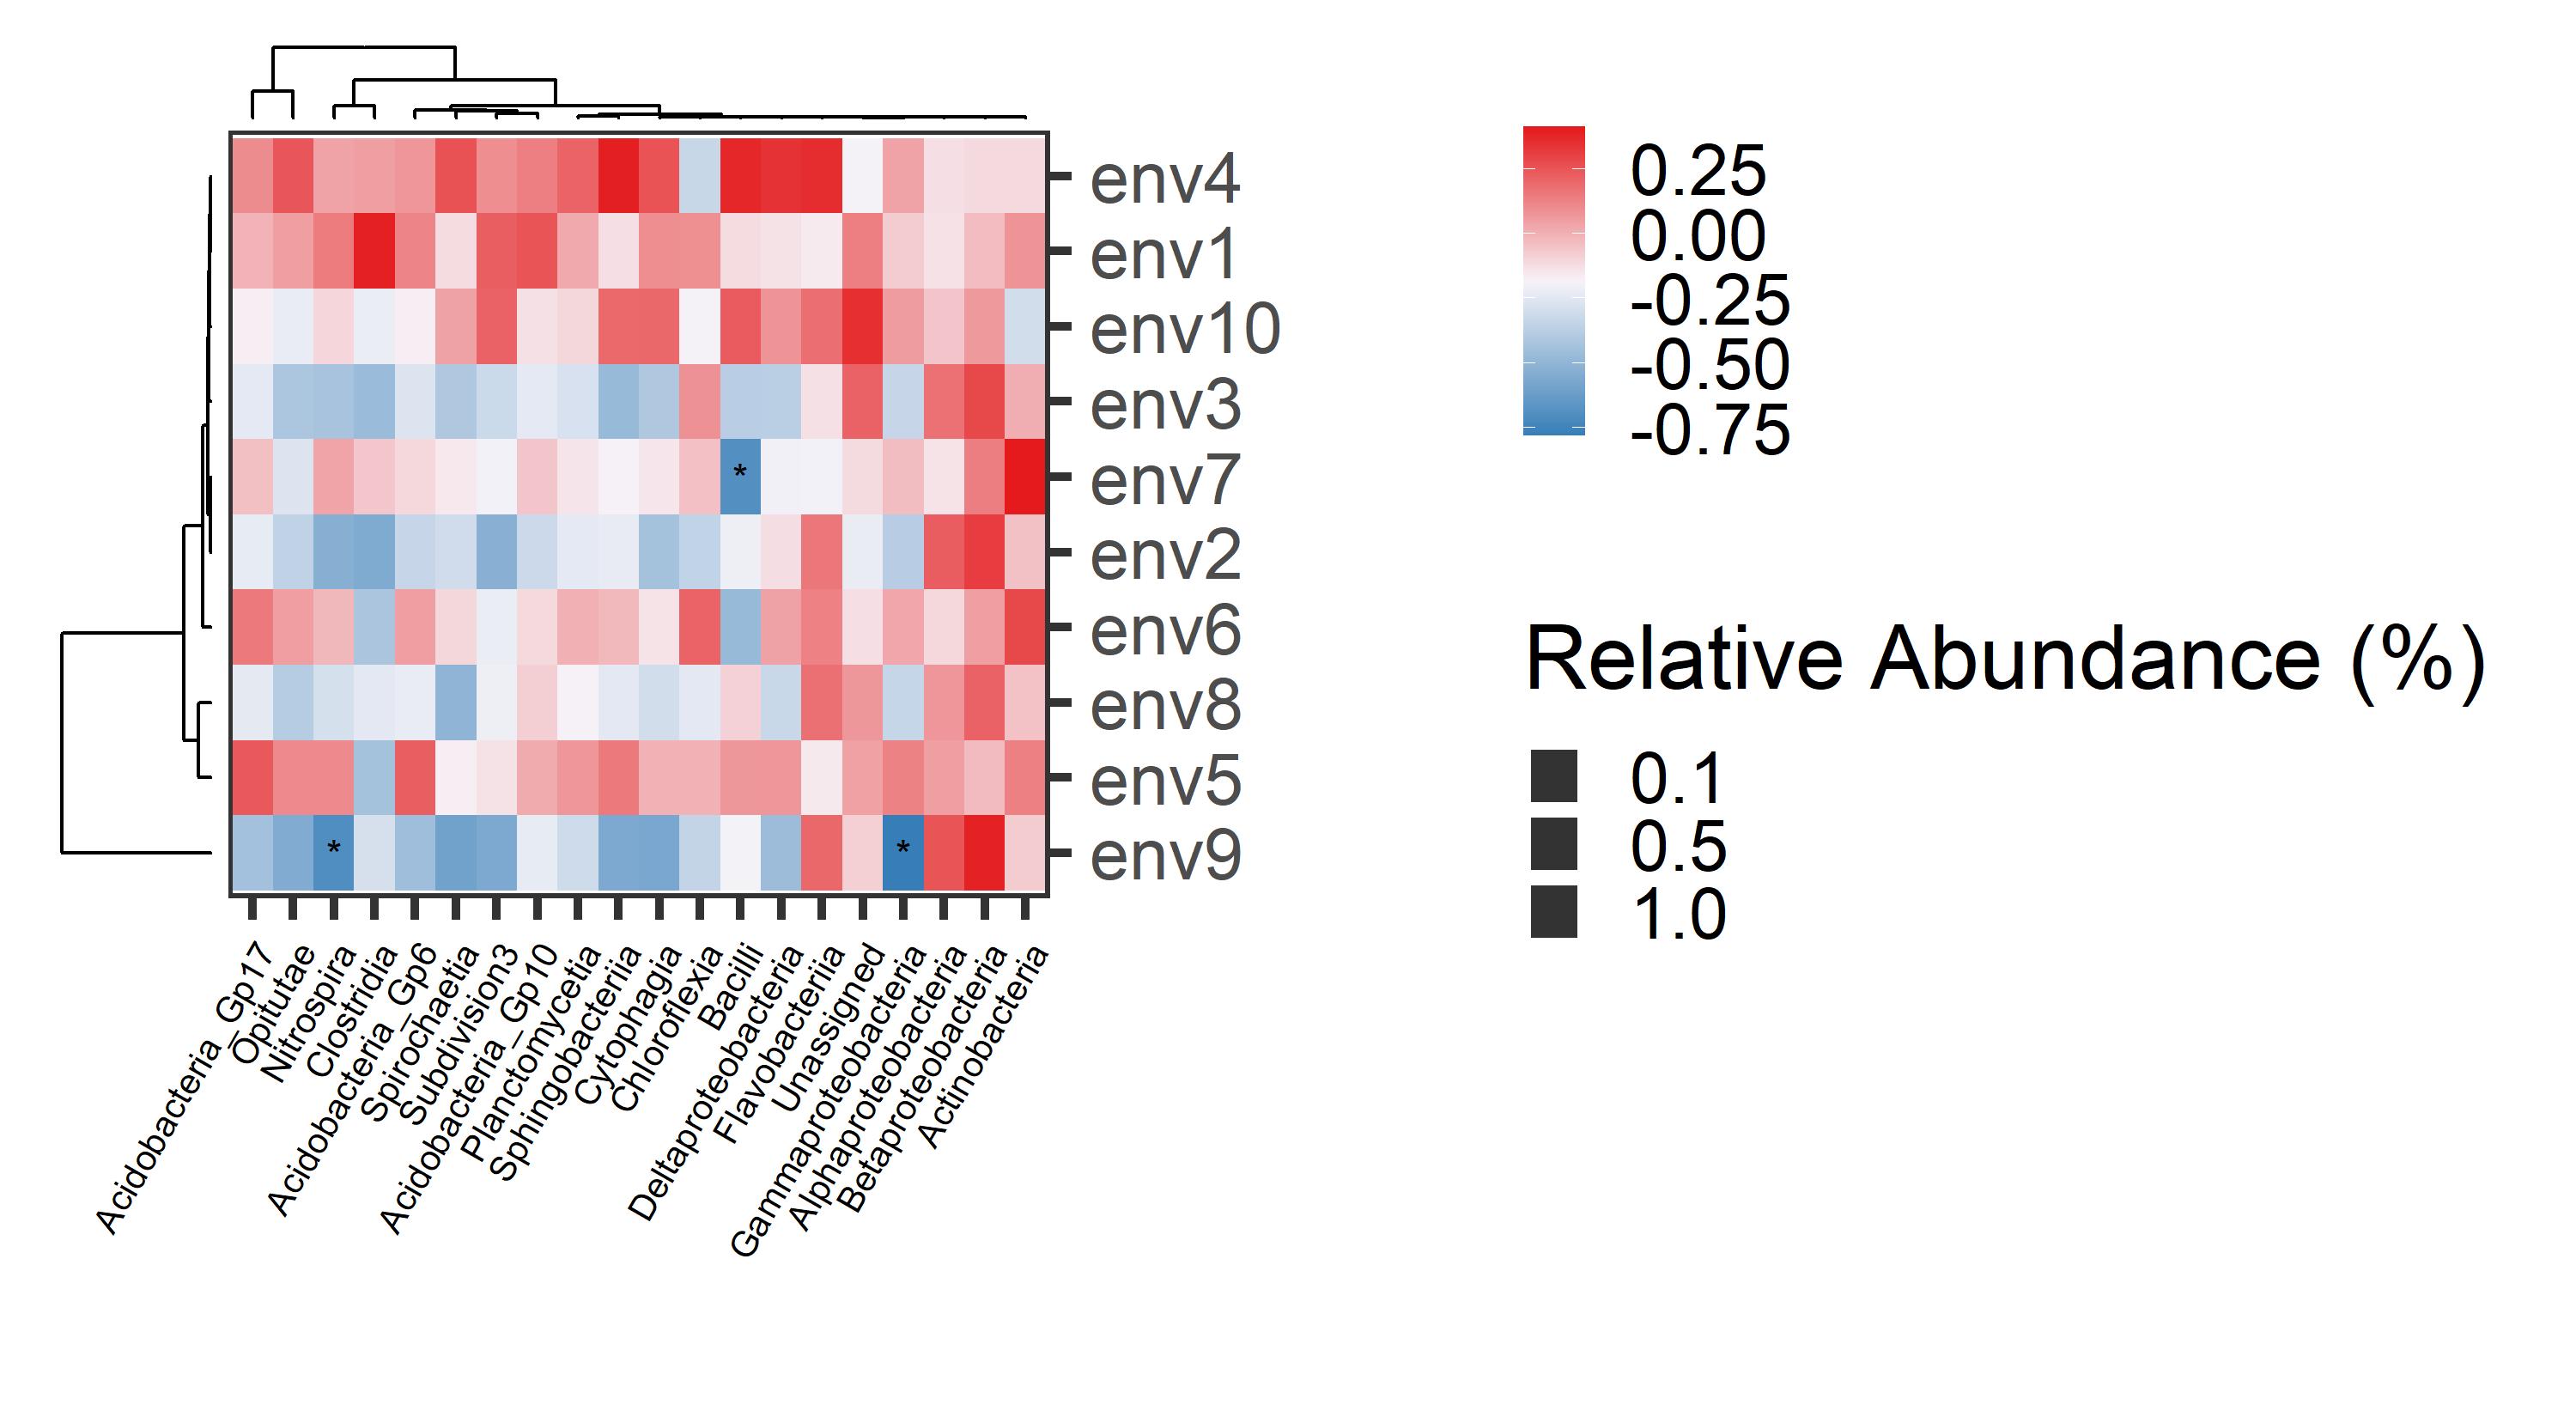 env4
env1
env10
env3
env7
*
env2
env6
env8
env5
env9
*
*
Acidobacteria_Gp17
Opitutae
Nitrospira
Clostridia
Acidobacteria_Gp6
Spirochaetia
Subdivision3
Acidobacteria_Gp10
Planctomycetia
Sphingobacteriia
Cytophagia
Chloroflexia
Bacilli
Deltaproteobacteria
Flavobacteriia
Unassigned
Gammaproteobacteria
Alphaproteobacteria
Betaproteobacteria
Actinobacteria
0.25
0.00
-0.25
-0.50
-0.75
Relative Abundance (%)
0.1
0.5
1.0